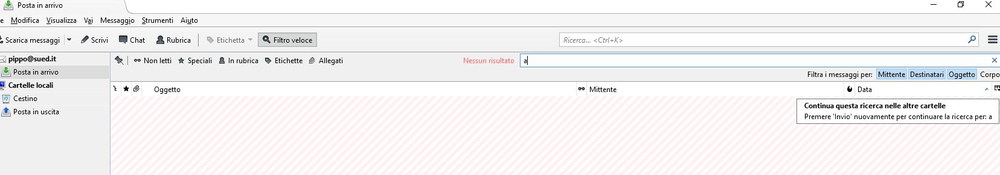 Posta in arrivo
e Modifica Visualizza Vai Messaggio Strumenti Aiuto
Scarica messaggi Scrivi Chat Rubrica Etichetta Filtro veloce Ricerca... <Ctrl+K>
pippo@sued.it Non letti Speciali In rubrica Etichette Allegati Nessun risultato a
Posta in arrivo Filtra i messaggi per: Mittente Destinatari Oggetto Corpo
Cartelle locali Oggetto Mittente Data
Cestino
Posta in uscita
Continua questa ricerca nelle altre cartelle
Premere 'Invio' nuovamente per continuare la ricerca per: a